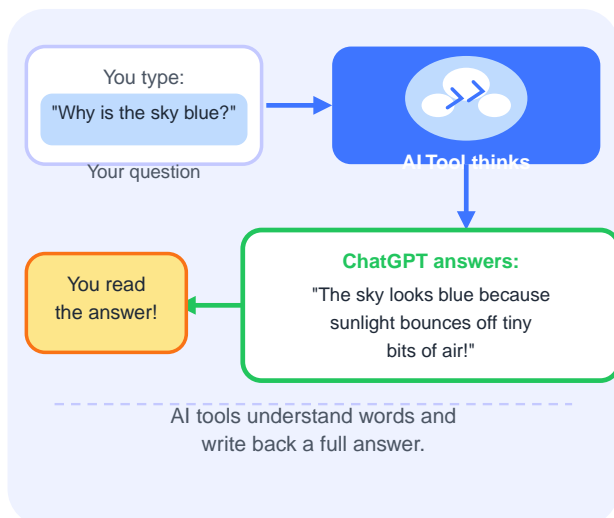 You type:
"Why is the sky blue?"
Your question
AI Tool thinks
ChatGPT answers:
"The sky looks blue because
sunlight bounces off tiny
bits of air!"
You read
the answer!
AI tools understand words and
write back a full answer.